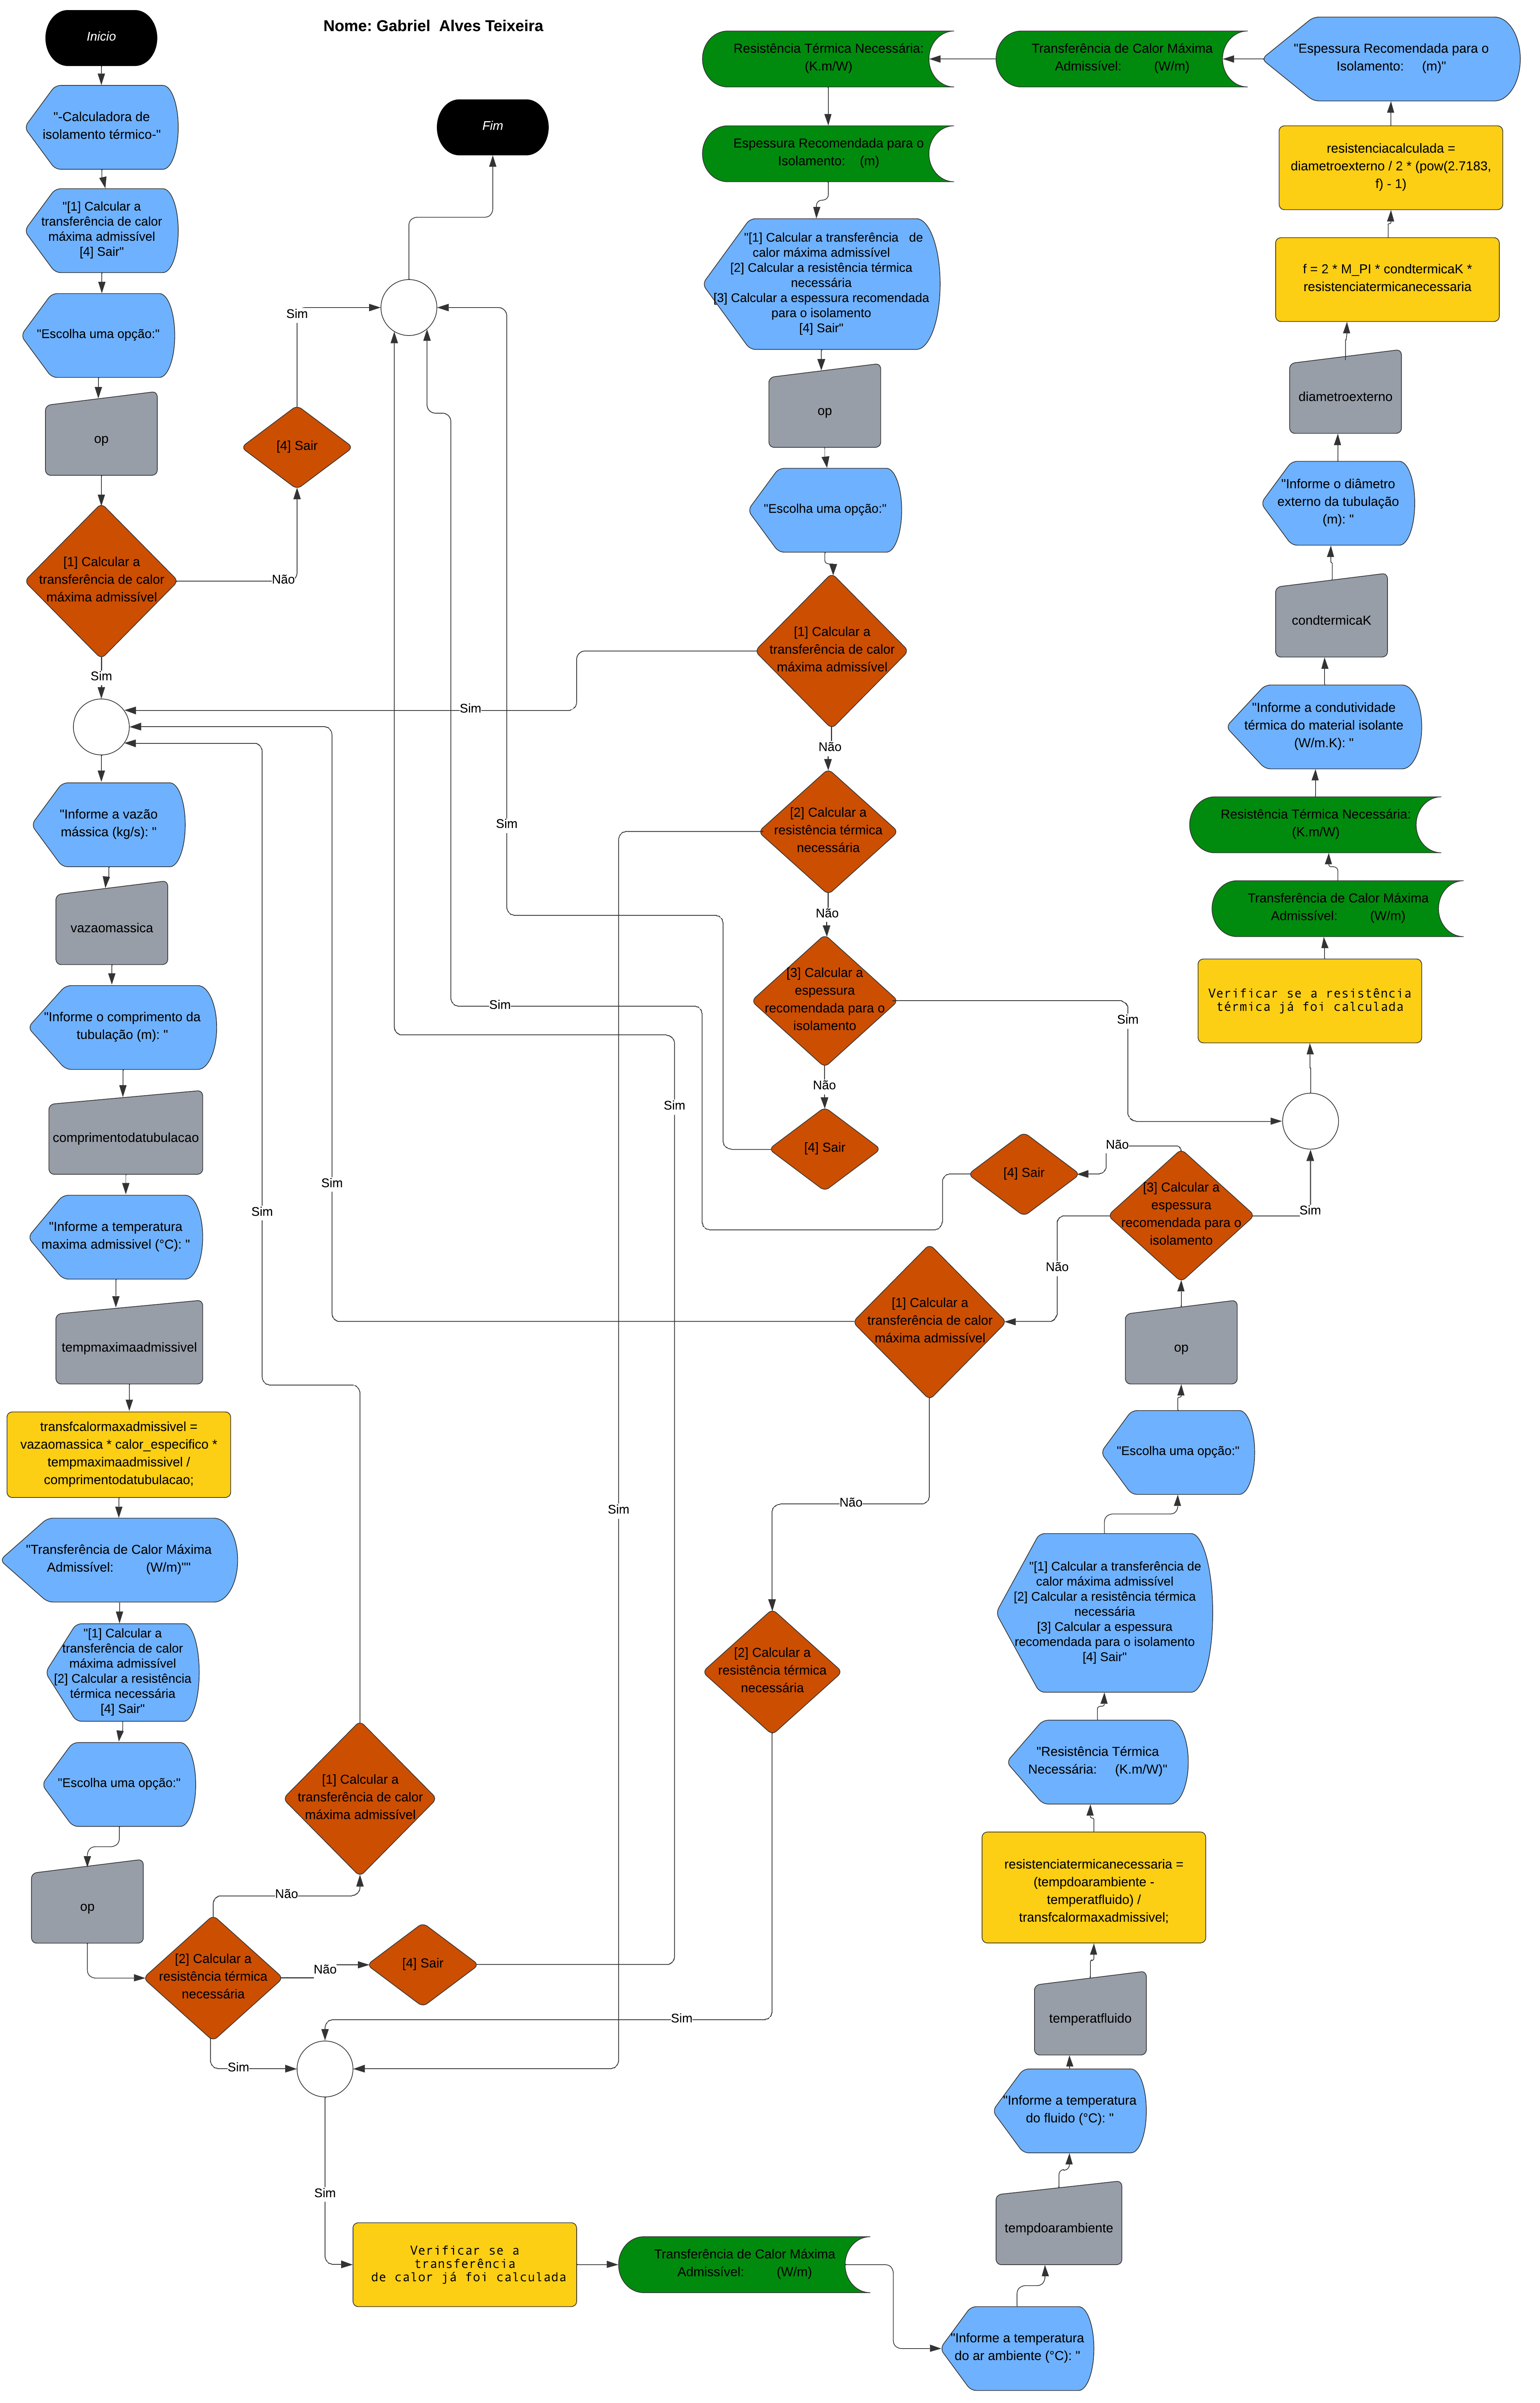 Nome: Gabriel  Alves Teixeira
Inicio
"-Calculadora de
isolamento térmico-"
"[1] Calcular a
transferência de calor
máxima admissível
[4] Sair"
"Escolha uma opção:"
op
[1] Calcular a
transferência de calor
máxima admissível
Não
[4] Sair
Sim
Fim
Sim
"Informe a vazão
mássica (kg/s): "
vazaomassica
"Informe o comprimento da
tubulação (m): "
comprimentodatubulacao
"Informe a temperatura
maxima admissivel (°C): "
tempmaximaadmissivel
transfcalormaxadmissivel =
vazaomassica * calor_especifico *
tempmaximaadmissivel /
comprimentodatubulacao;
"Transferência de Calor Máxima
Admissível:          (W/m)""
"[1] Calcular a
transferência de calor
máxima admissível
[2] Calcular a resistência
térmica necessária
[4] Sair"
"Escolha uma opção:"
op
[2] Calcular a
resistência térmica
necessária
Não
[1] Calcular a
transferência de calor
máxima admissível
Sim
Não
[4] Sair
Sim
Sim
Sim
Verificar se a
transferência
de calor já foi calculada
Transferência de Calor Máxima
Admissível:          (W/m)
"Informe a temperatura
do ar ambiente (°C): "
tempdoarambiente
"Informe a temperatura
do fluido (°C): "
temperatfluido
resistenciatermicanecessaria =
(tempdoarambiente -
temperatfluido) /
transfcalormaxadmissivel;
"Resistência Térmica
Necessária:     (K.m/W)"
"[1] Calcular a transferência de
calor máxima admissível
[2] Calcular a resistência térmica
necessária
[3] Calcular a espessura
recomendada para o isolamento
[4] Sair"
"Escolha uma opção:"
op
[3] Calcular a
espessura
recomendada para o
isolamento
Não
[4] Sair
Sim
Não
[1] Calcular a
transferência de calor
máxima admissível
Sim
Não
[2] Calcular a
resistência térmica
necessária
Sim
Sim
Verificar se a resistência
térmica já foi calculada
Transferência de Calor Máxima
Admissível:          (W/m)
Resistência Térmica Necessária:
(K.m/W)
"Informe a condutividade
térmica do material isolante
(W/m.K): "
condtermicaK
"Informe o diâmetro
externo da tubulação
(m): "
diametroexterno
f = 2 * M_PI * condtermicaK *
resistenciatermicanecessaria
resistenciacalculada =
diametroexterno / 2 * (pow(2.7183,
f) - 1)
"Espessura Recomendada para o
Isolamento:     (m)"
Transferência de Calor Máxima
Admissível:          (W/m)
Resistência Térmica Necessária:
(K.m/W)
Espessura Recomendada para o
Isolamento:    (m)
"[1] Calcular a transferência   de
calor máxima admissível
[2] Calcular a resistência térmica
necessária
[3] Calcular a espessura recomendada
para o isolamento
[4] Sair"
op
"Escolha uma opção:"
[1] Calcular a
transferência de calor
máxima admissível
Sim
Não
[2] Calcular a
resistência térmica
necessária
Sim
Não
[3] Calcular a
espessura
recomendada para o
isolamento
Sim
Não
[4] Sair
Sim